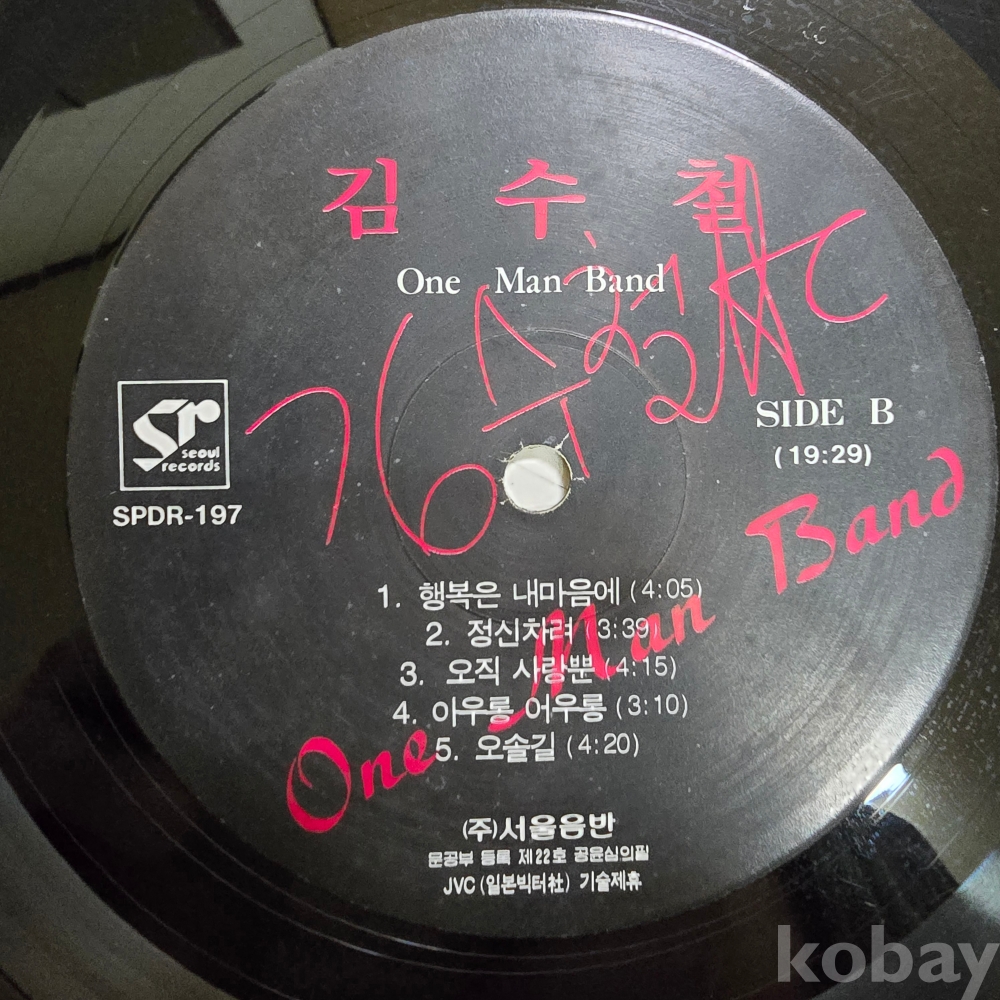 김 수 철
One Man Band
김수철
SIDE B
(19:29)
sr
seoul
records
SPDR-197
One Man Band
1. 행복은 내마음에 (4:05)
2. 정신차려 (3:39)
3. 오직 사랑뿐 (4:15)
4. 아우롱 어우롱 (3:10)
5. 오솔길 (4:20)
(주)서울음반
문공부 등록 제22호 공윤심의필
JVC (일본빅터社) 기술제휴
kobay